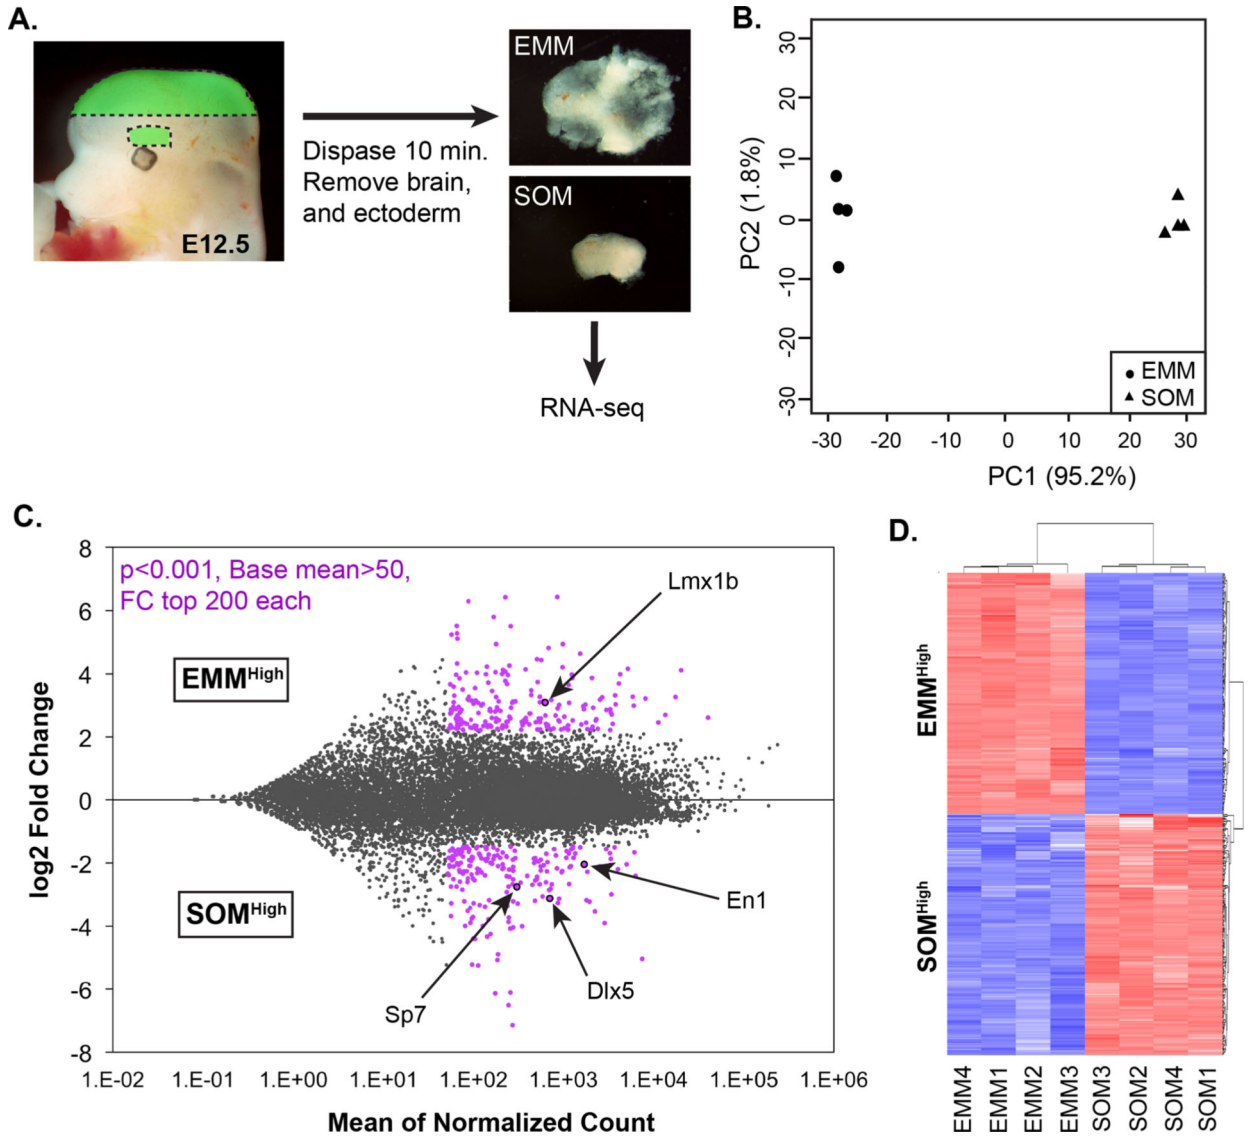 A.
E12.5
Dispase 10 min.
Remove brain,
and ectoderm
EMM
SOM
RNA-seq
B.
PC2 (1.8%)
30
20
10
0
-10
-20
-30
-30 -20 -10 0 10 20 30
PC1 (95.2%)
EMM
SOM
C.
p<0.001, Base mean>50,
FC top 200 each
EMMHigh
SOMHigh
Lmx1b
En1
Dlx5
Sp7
log2 Fold Change
8
6
4
2
0
-2
-4
-6
-8
1.E-02 1.E-01 1.E+00 1.E+01 1.E+02 1.E+03 1.E+04 1.E+05 1.E+06
Mean of Normalized Count
D.
EMMHigh
SOMHigh
EMM4 EMM1 EMM2 EMM3 SOM3 SOM2 SOM4 SOM1